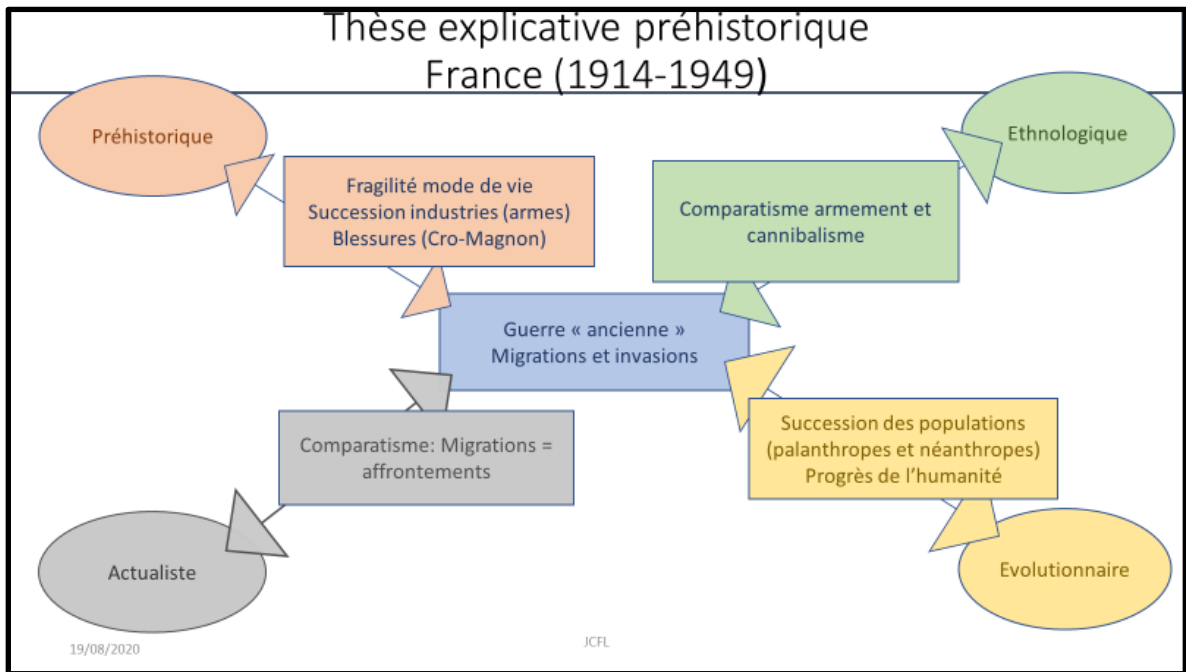 Thèse explicative préhistorique
France (1914-1949)
Préhistorique
Ethnologique
Fragilité mode de vie
Succession industries (armes)
Blessures (Cro-Magnon)
Comparatisme armement et
cannibalisme
Guerre « ancienne »
Migrations et invasions
Comparatisme: Migrations =
affrontements
Succession des populations
(palanthropes et néanthropes)
Progrès de l'humanité
Actualiste
Evolutionnaire
19/08/2020
JCFL